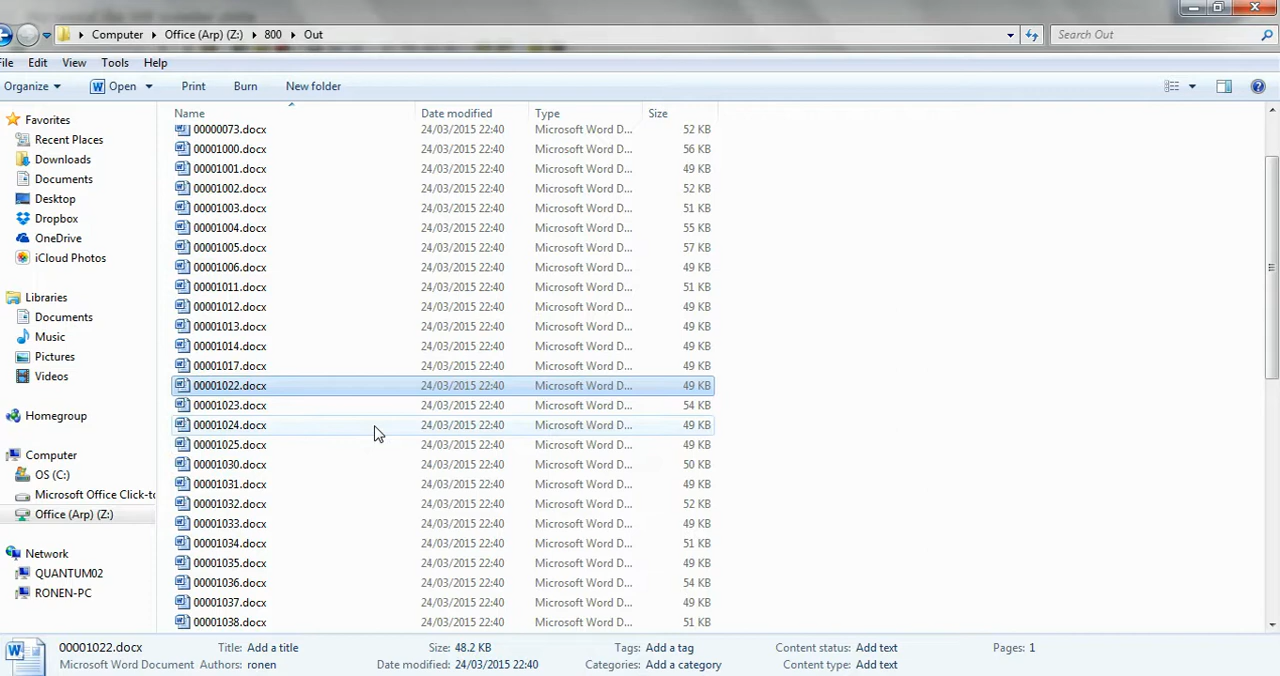 Computer Office (Arp) (Z:) 800 Out Search Out
File Edit View Tools Help
Organize Open Print Burn New folder
Name Date modified Type Size
Favorites
Recent Places
Downloads
Documents
Desktop
Dropbox
OneDrive
iCloud Photos
Libraries
Documents
Music
Pictures
Videos
Homegroup
Computer
OS (C:)
Microsoft Office Click-to
Office (Arp) (Z:)
Network
QUANTUM02
RONEN-PC
00000073.docx 24/03/2015 22:40 Microsoft Word D... 52 KB
00001000.docx 24/03/2015 22:40 Microsoft Word D... 56 KB
00001001.docx 24/03/2015 22:40 Microsoft Word D... 49 KB
00001002.docx 24/03/2015 22:40 Microsoft Word D... 52 KB
00001003.docx 24/03/2015 22:40 Microsoft Word D... 51 KB
00001004.docx 24/03/2015 22:40 Microsoft Word D... 55 KB
00001005.docx 24/03/2015 22:40 Microsoft Word D... 57 KB
00001006.docx 24/03/2015 22:40 Microsoft Word D... 49 KB
00001011.docx 24/03/2015 22:40 Microsoft Word D... 51 KB
00001012.docx 24/03/2015 22:40 Microsoft Word D... 49 KB
00001013.docx 24/03/2015 22:40 Microsoft Word D... 49 KB
00001014.docx 24/03/2015 22:40 Microsoft Word D... 49 KB
00001017.docx 24/03/2015 22:40 Microsoft Word D... 49 KB
00001022.docx 24/03/2015 22:40 Microsoft Word D... 49 KB
00001023.docx 24/03/2015 22:40 Microsoft Word D... 54 KB
00001024.docx 24/03/2015 22:40 Microsoft Word D... 49 KB
00001025.docx 24/03/2015 22:40 Microsoft Word D... 49 KB
00001030.docx 24/03/2015 22:40 Microsoft Word D... 50 KB
00001031.docx 24/03/2015 22:40 Microsoft Word D... 49 KB
00001032.docx 24/03/2015 22:40 Microsoft Word D... 52 KB
00001033.docx 24/03/2015 22:40 Microsoft Word D... 49 KB
00001034.docx 24/03/2015 22:40 Microsoft Word D... 51 KB
00001035.docx 24/03/2015 22:40 Microsoft Word D... 49 KB
00001036.docx 24/03/2015 22:40 Microsoft Word D... 54 KB
00001037.docx 24/03/2015 22:40 Microsoft Word D... 49 KB
00001038.docx 24/03/2015 22:40 Microsoft Word D... 51 KB
00001022.docx Title: Add a title Size: 48.2 KB Tags: Add a tag Content status: Add text Pages: 1
Microsoft Word Document Authors: ronen Date modified: 24/03/2015 22:40 Categories: Add a category Content type: Add text